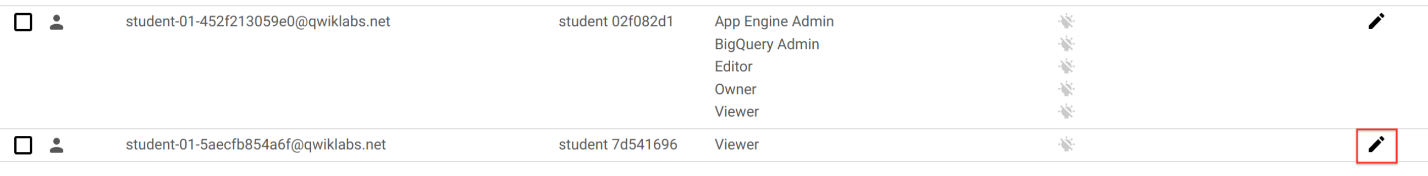 student-01-452f213059e0@qwiklabs.net student 02f082d1 App Engine Admin
BigQuery Admin
Editor
Owner
Viewer
student-01-5aecfb854a6f@qwiklabs.net student 7d541696 Viewer